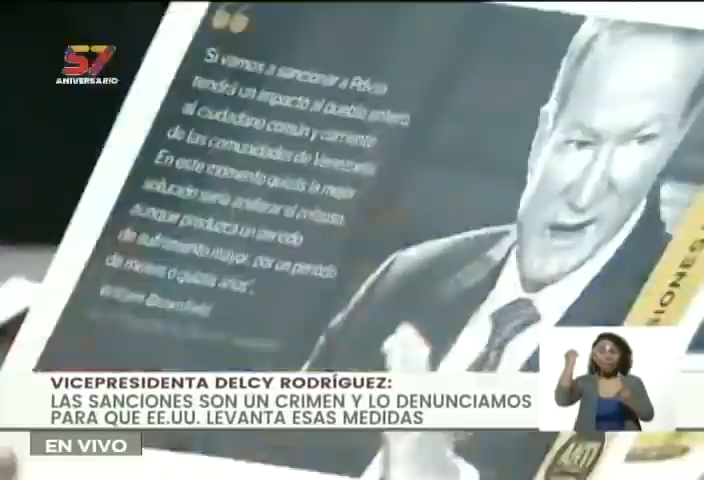 57
ANIVERSARIO
Si vamos a sancionar a Pdvsa
tendrá un impacto al pueblo entero,
al ciudadano común y corriente
de las comunidades de Venezuela.
En este momento quizás la mejor
solución sería acelerar el colapso,
aunque produzca un periodo
de sufrimiento mayor, por un periodo
de meses o quizás años".
William Brownfield
SIONES
VICEPRESIDENTA DELCY RODRÍGUEZ:
LAS SANCIONES SON UN CRIMEN Y LO DENUNCIAMOS
PARA QUE EE.UU. LEVANTA ESAS MEDIDAS
EN VIVO
ANTI